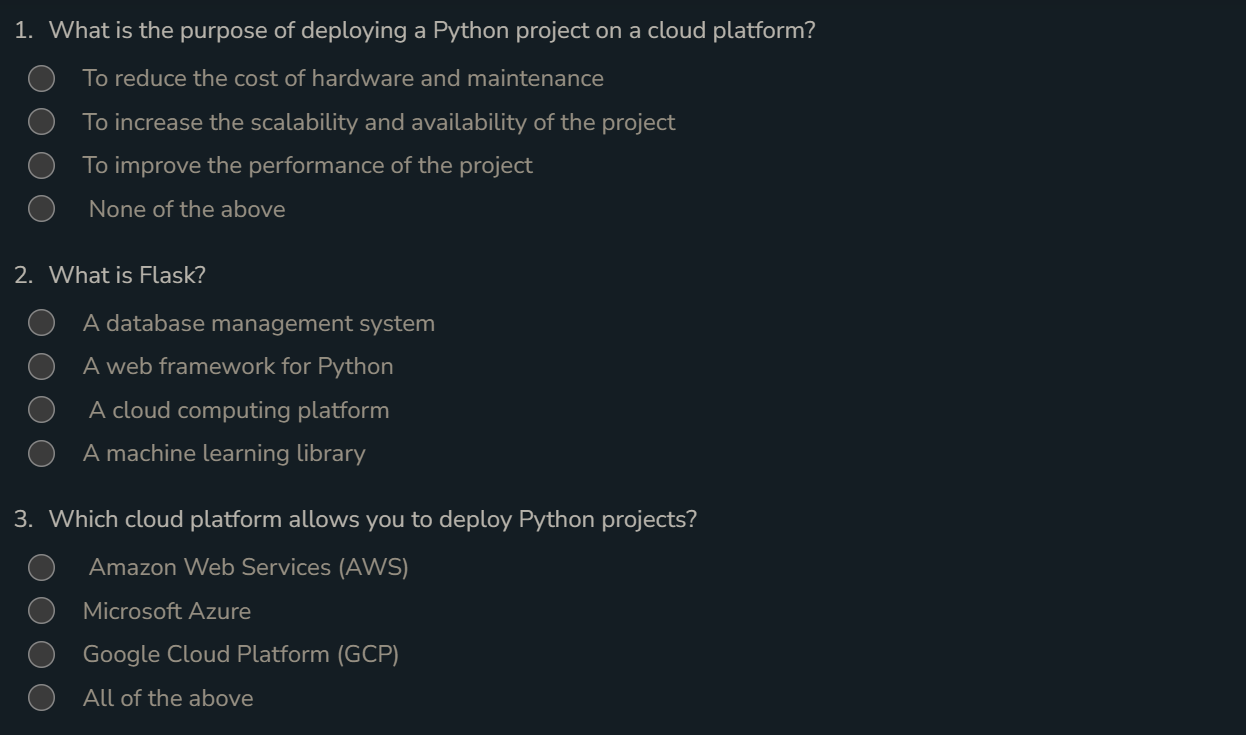 1. What is the purpose of deploying a Python project on a cloud platform?
To reduce the cost of hardware and maintenance
To increase the scalability and availability of the project
To improve the performance of the project
None of the above
2. What is Flask?
A database management system
A web framework for Python
A cloud computing platform
A machine learning library
3. Which cloud platform allows you to deploy Python projects?
Amazon Web Services (AWS)
Microsoft Azure
Google Cloud Platform (GCP)
All of the above